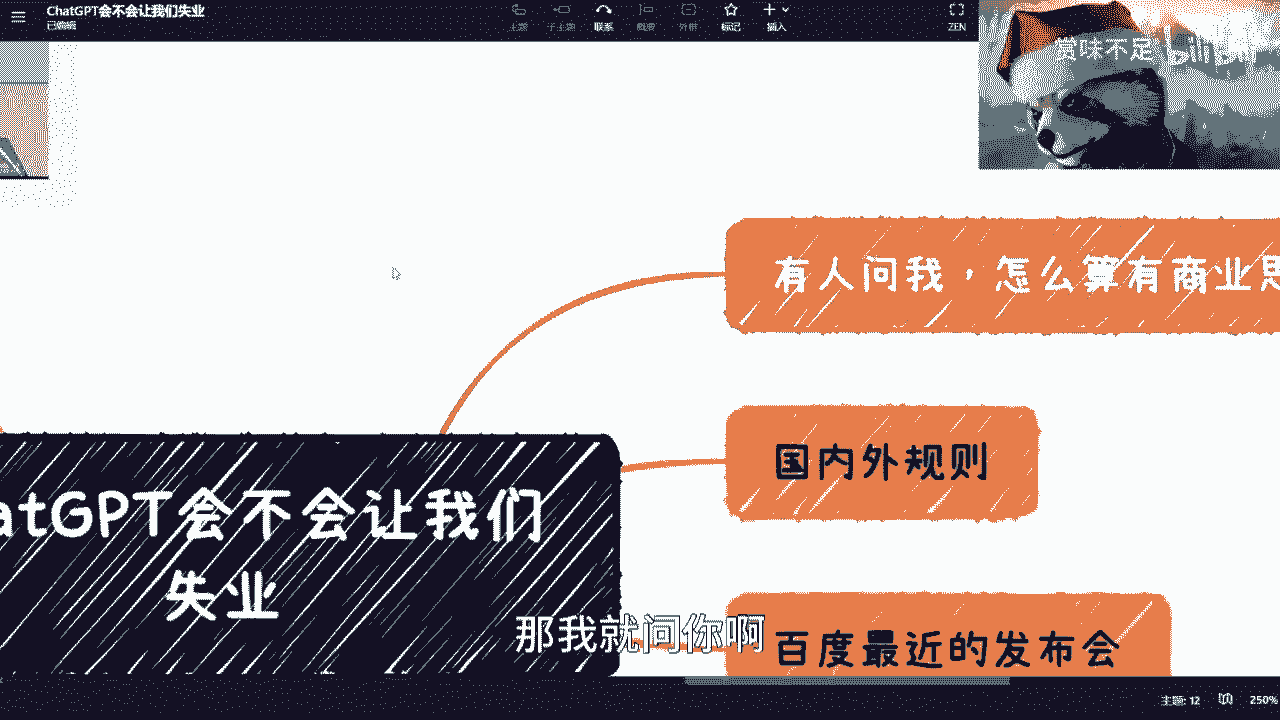 ChatGPT会不会让我们失业
已编辑
主题
子主题
联系
概要
外框
标记
插入
ZEN
赏味不足
bilibili
有人问我，怎么算有商业思
国内外规则
atGPT会不会让我们
失业
那我就问你啊
百度最近的发布会
主题: 12
250%